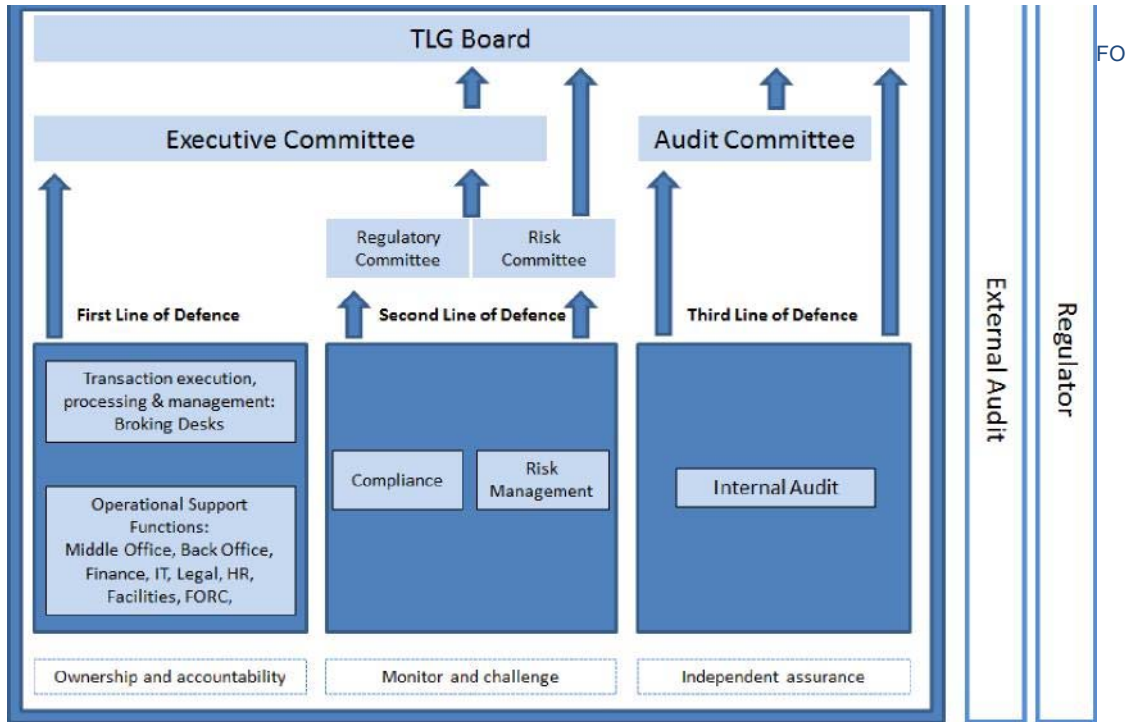 TLG Board
FO
Executive Committee
Audit Committee
Regulatory
Committee
Risk
Committee
First Line of Defence
Second Line of Defence
Third Line of Defence
Transaction execution,
processing & management:
Broking Desks
Operational Support
Functions:
Middle Office, Back Office,
Finance, IT, Legal, HR,
Facilities, FORC,
Compliance
Risk
Management
Internal Audit
Ownership and accountability
Monitor and challenge
Independent assurance
External Audit
Regulator